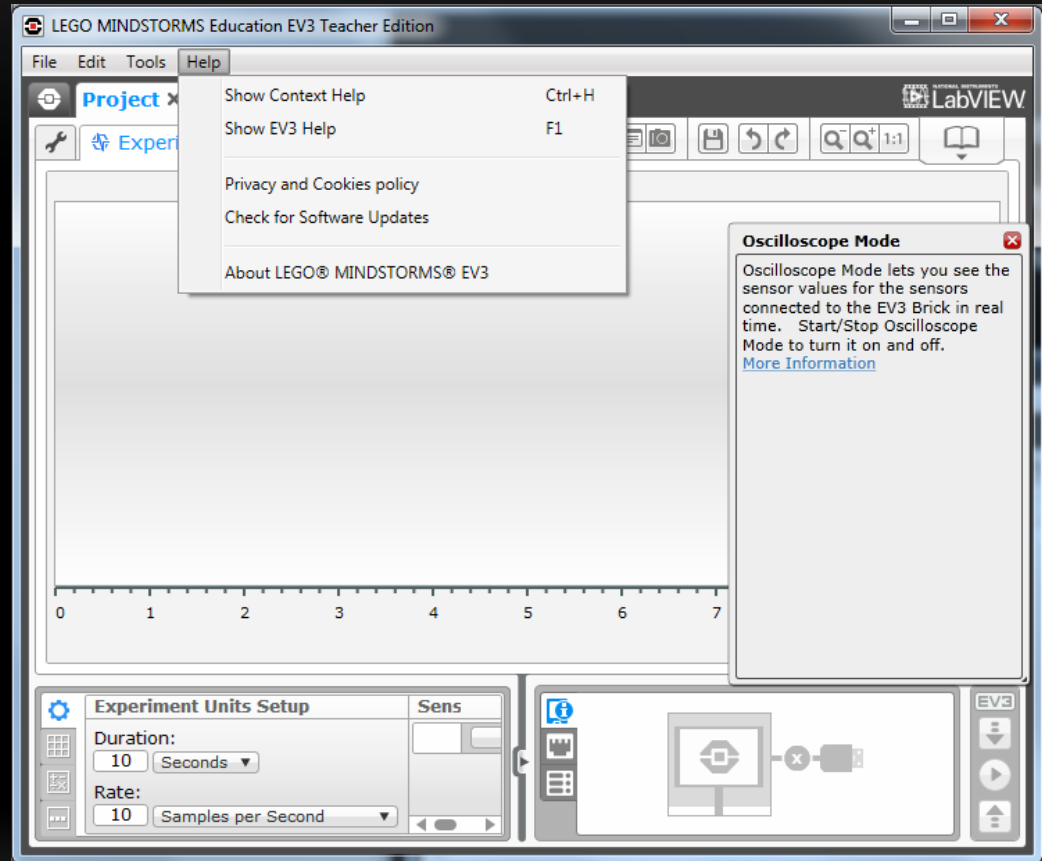 LEGO MINDSTORMS Education EV3 Teacher Edition
File Edit Tools Help
Project
Show Context Help Ctrl+H
Show EV3 Help F1
Privacy and Cookies policy
Check for Software Updates
About LEGO® MINDSTORMS® EV3
NATIONAL INSTRUMENTS
LabVIEW
Experi
1:1
Oscilloscope Mode
Oscilloscope Mode lets you see the
sensor values for the sensors
connected to the EV3 Brick in real
time. Start/Stop Oscilloscope
Mode to turn it on and off.
More Information
0 1 2 3 4 5 6 7
Experiment Units Setup
Duration:
10 Seconds
Rate:
10 Samples per Second
Sens
EV3